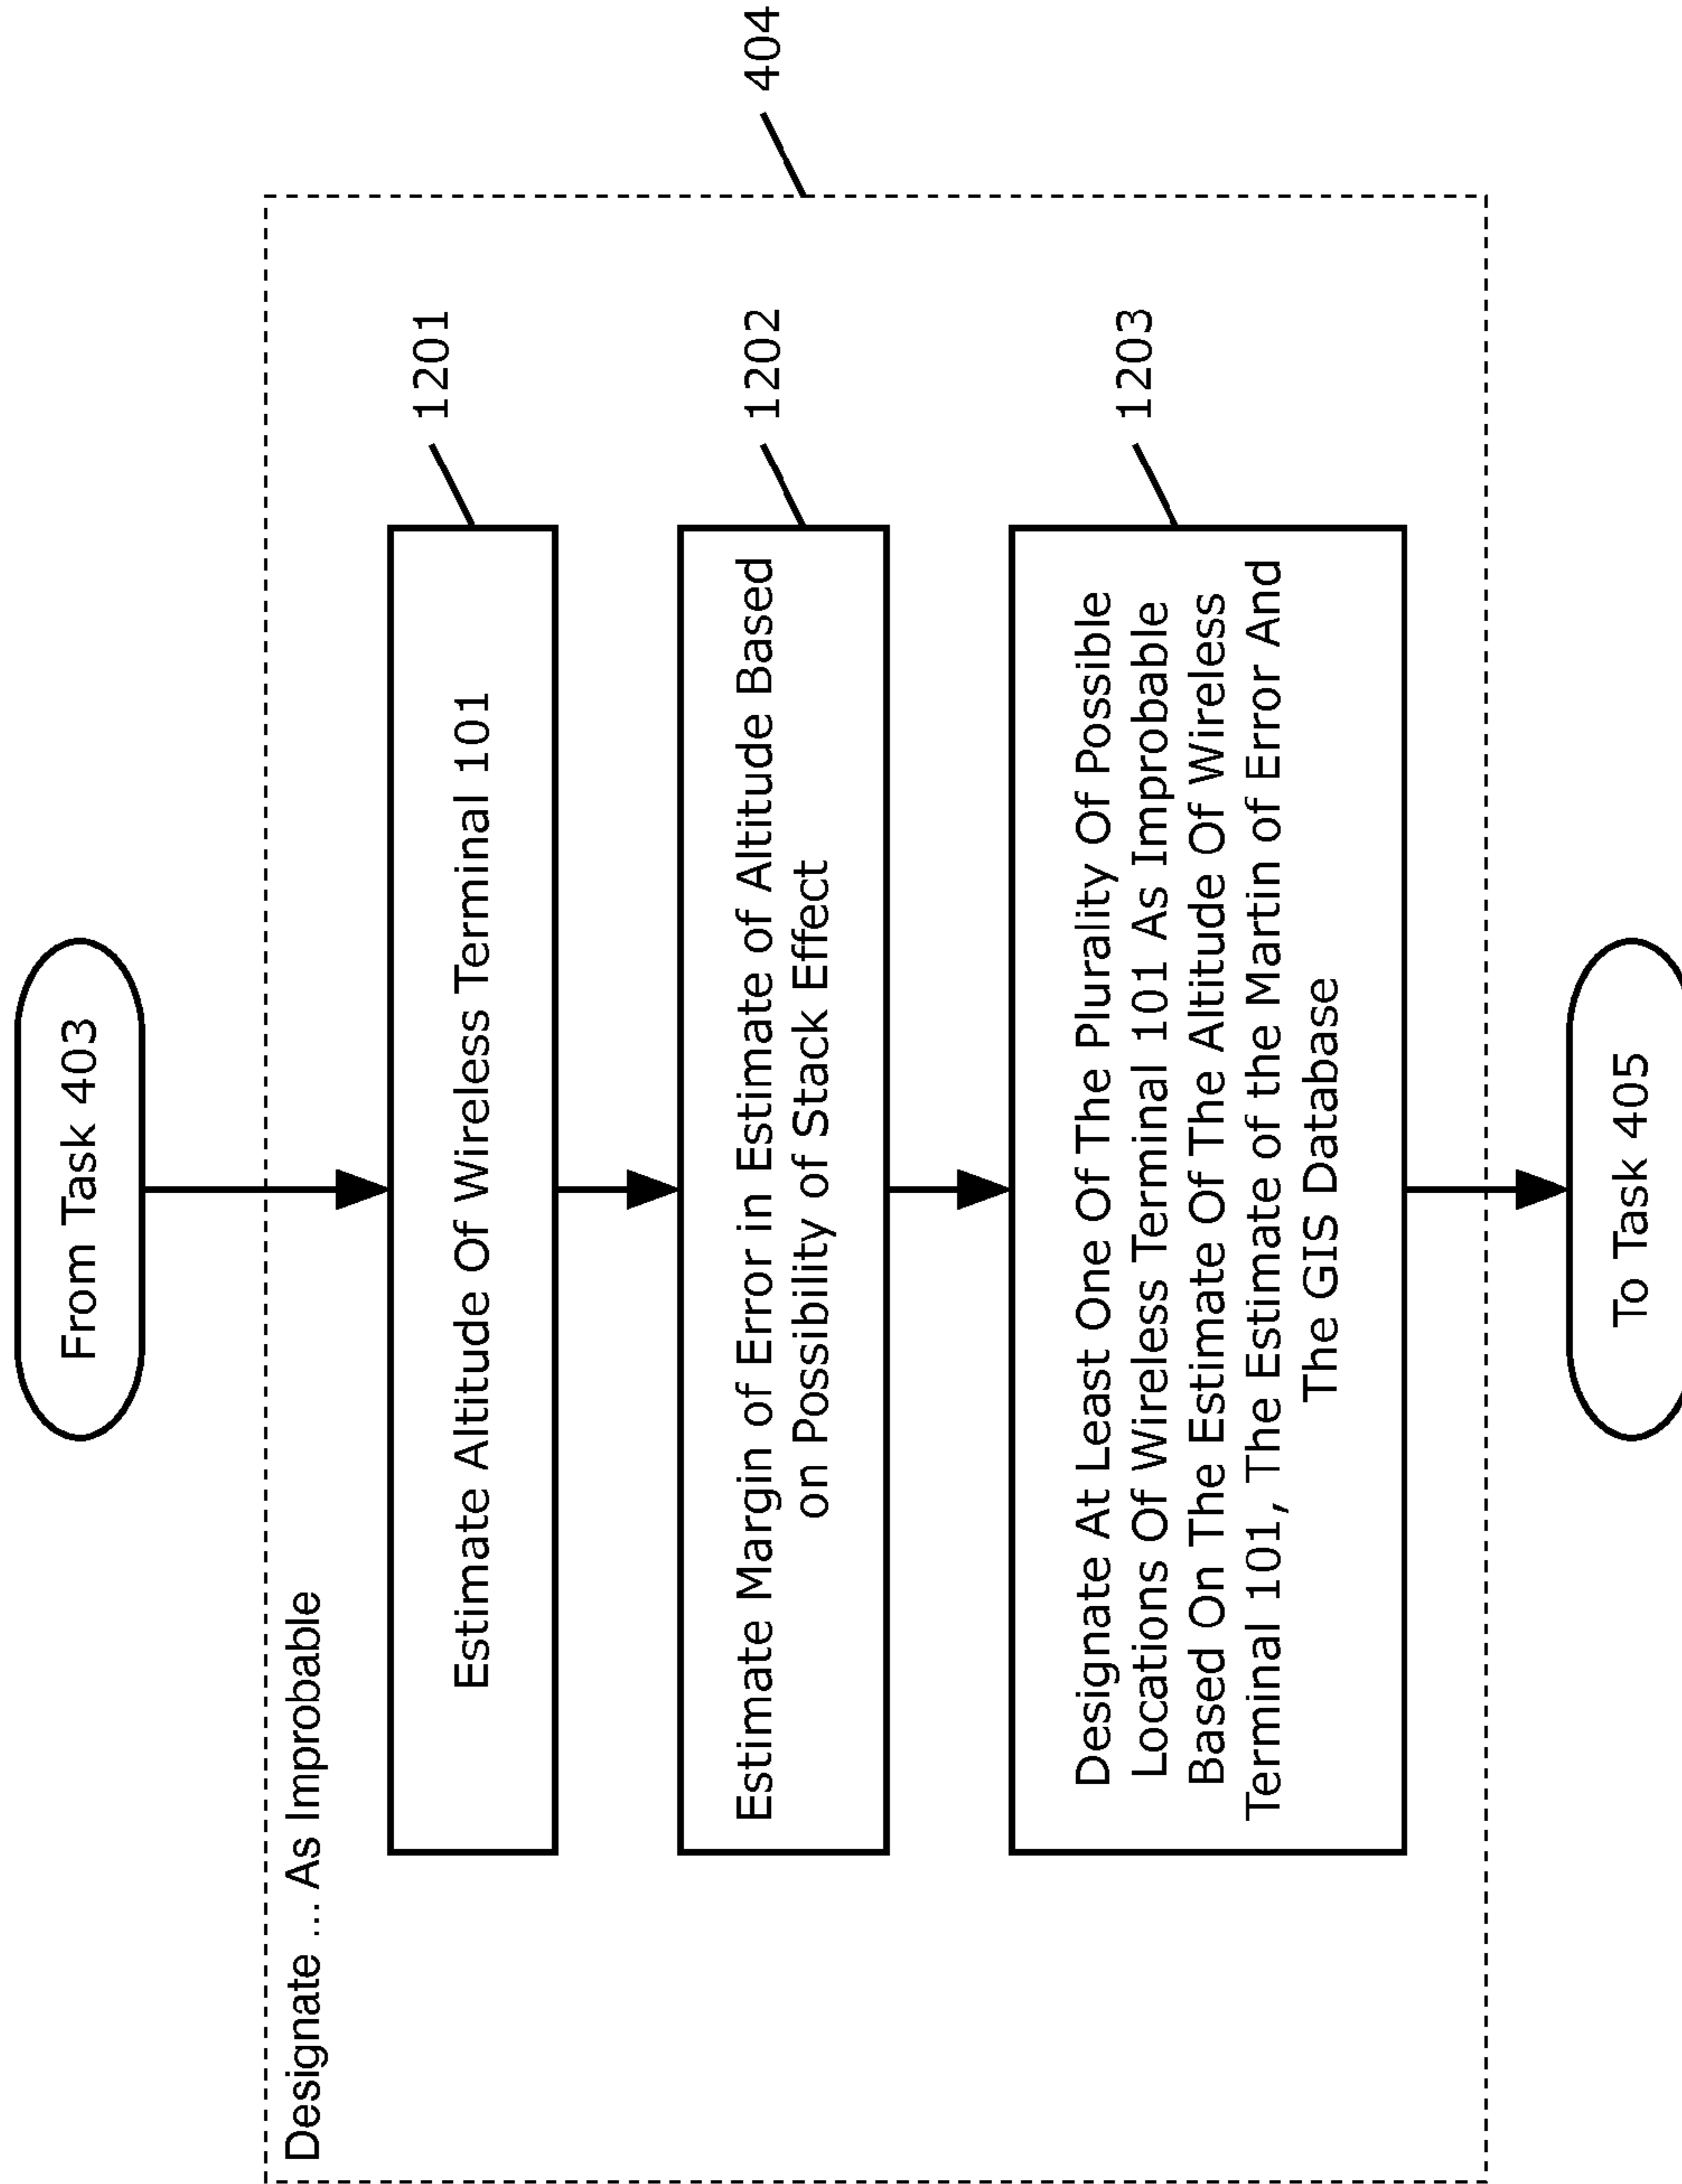 From Task 403
Designate ... As Improbable
404
Estimate Altitude Of Wireless Terminal 101
1201
Estimate Margin of Error in Estimate of Altitude Based
on Possibility of Stack Effect
1202
Designate At Least One Of The Plurality Of Possible
Locations Of Wireless Terminal 101 As Improbable
Based On The Estimate Of The Altitude Of Wireless
Terminal 101, The Estimate of the Martin of Error And
The GIS Database
1203
To Task 405